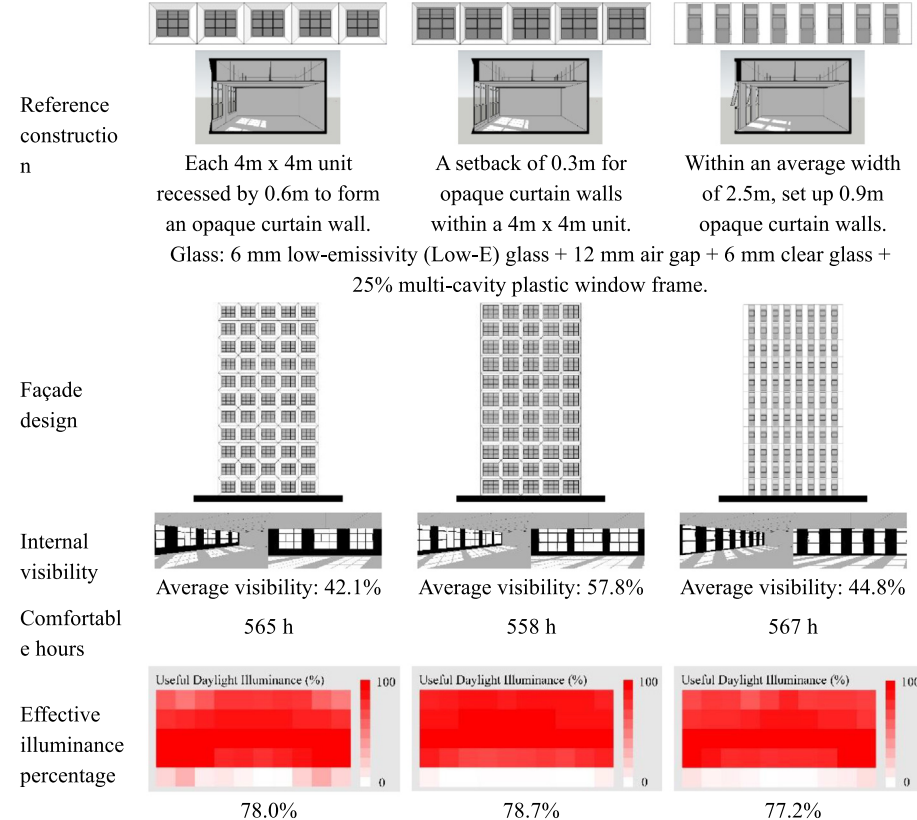 Reference
constructio
n
Each 4m x 4m unit
recessed by 0.6m to form
an opaque curtain wall.
A setback of 0.3m for
opaque curtain walls
within a 4m x 4m unit.
Within an average width
of 2.5m, set up 0.9m
opaque curtain walls.
Glass: 6 mm low-emissivity (Low-E) glass + 12 mm air gap + 6 mm clear glass +
25% multi-cavity plastic window frame.
Façade
design
Internal
visibility
Average visibility: 42.1%
Average visibility: 57.8%
Average visibility: 44.8%
Comfortabl
e hours
565 h
558 h
567 h
Effective
illuminance
percentage
Useful Daylight Illuminance (%)
100
0
Useful Daylight Illuminance (%)
100
0
Useful Daylight Illuminance (%)
100
0
78.0%
78.7%
77.2%